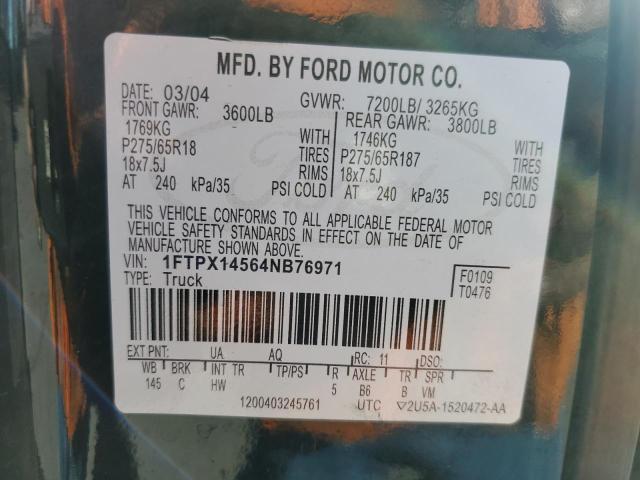 MFD. BY FORD MOTOR CO.
DATE: 03/04 GVWR: 7200LB/ 3265KG
FRONT GAWR: 3600LB REAR GAWR: 3800LB
1769KG WITH 1746KG WITH
P275/65R18 TIRES P275/65R187 TIRES
18x7.5J RIMS 18x7.5J RIMS
AT 240 kPa/35 PSI COLD AT 240 kPa/35 PSI COLD
THIS VEHICLE CONFORMS TO ALL APPLICABLE FEDERAL MOTOR
VEHICLE SAFETY STANDARDS IN EFFECT ON THE DATE OF
MANUFACTURE SHOWN ABOVE.
VIN: 1FTPX14564NB76971 F0109
TYPE: Truck T0476
EXT PNT: UA AQ RC: 11 DSO:
WB BRK INT TR TP/PS R AXLE TR SPR
145 C HW 5 B6 B VM
1200403245761 UTC ▽2U5A-1520472-AA